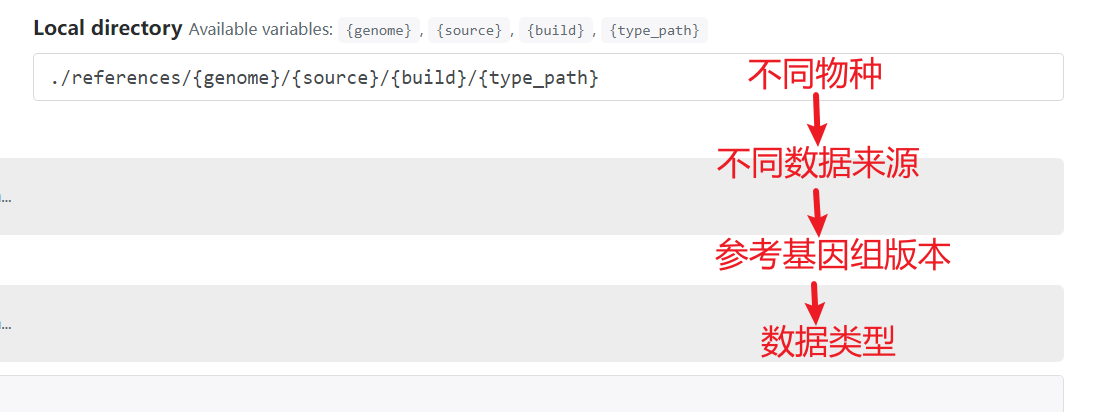 Local directory Available variables: {genome} , {source} , {build} , {type_path}
./references/{genome}/{source}/{build}/{type_path}
不同物种
不同数据来源
...
参考基因组版本
...
数据类型